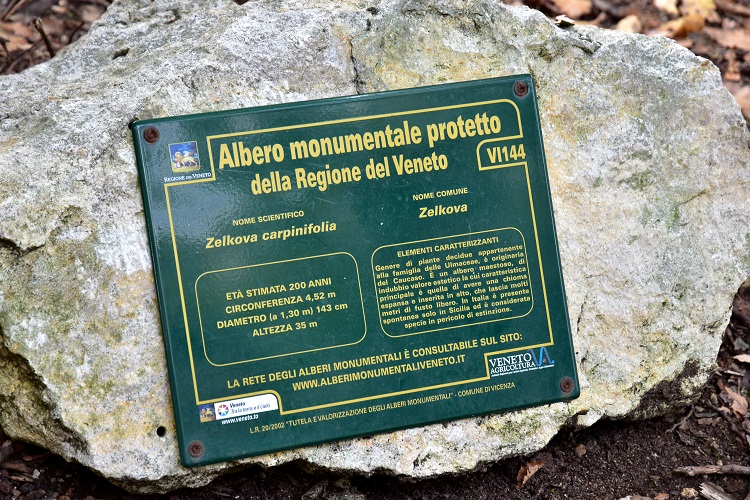 Albero monumentale protetto
della Regione del Veneto
REGIONE DEL VENETO
VI144
NOME SCIENTIFICO
Zelkova carpinifolia
NOME COMUNE
Zelkova
ETÀ STIMATA 200 ANNI
CIRCONFERENZA 4,52 m
DIAMETRO (a 1,30 m) 143 cm
ALTEZZA 35 m
ELEMENTI CARATTERIZZANTI
Genere di piante decidue appartenente
alla famiglia delle Ulmaceae, è originaria
del Caucaso. È un albero maestoso, di
indubbio valore estetico la cui caratteristica
principale è quella di avere una chioma
espansa e inserita in alto, che lascia molti
metri di fusto libero. In Italia è presente
spontanea solo in Sicilia ed è considerata
specie in pericolo di estinzione.
LA RETE DEGLI ALBERI MONUMENTALI È CONSULTABILE SUL SITO:
WWW.ALBERIMONUMENTALIVENETO.IT
VENETO
AGRICOLTURA
Veneto
Tra la terra e il cielo
www.veneto.to
L.R. 20/2002 "TUTELA E VALORIZZAZIONE DEGLI ALBERI MONUMENTALI" - COMUNE DI VICENZA